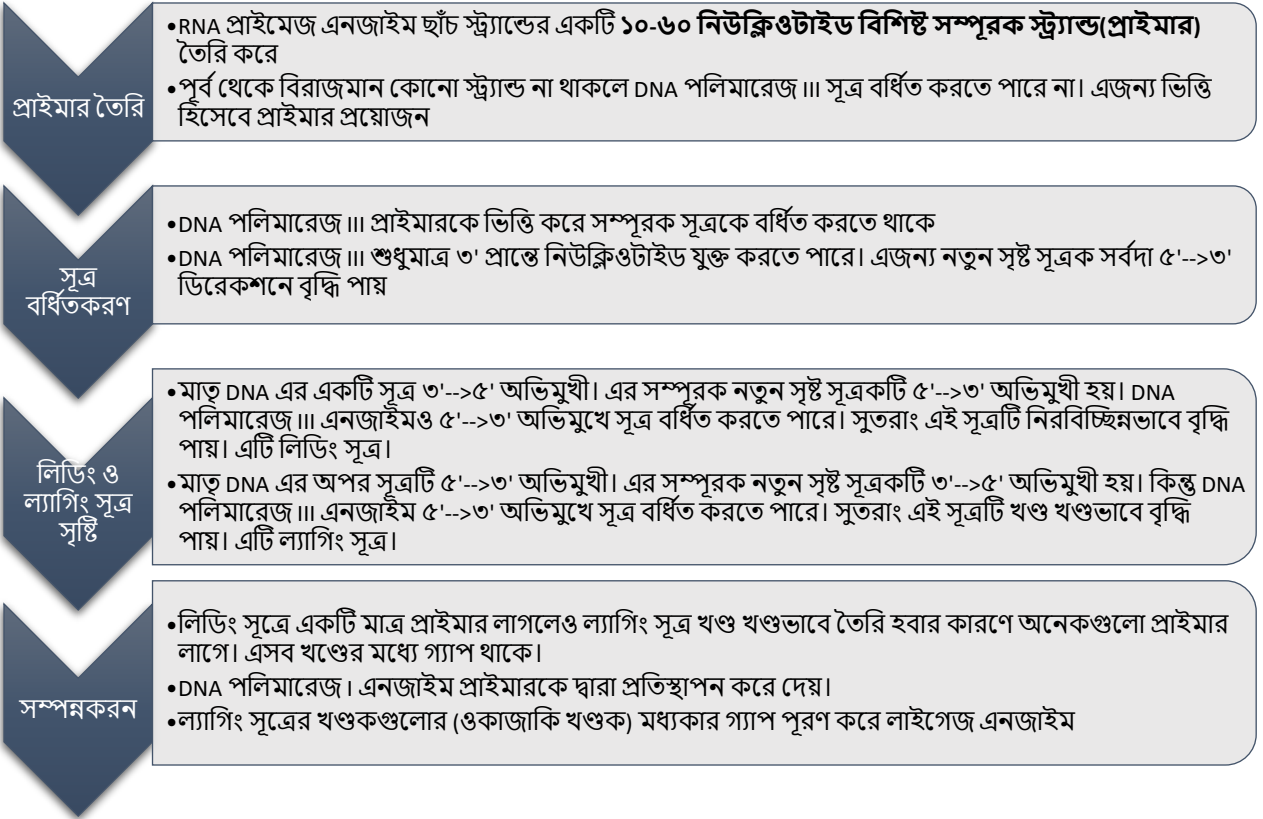 প্রাইমার তৈরি
•RNA প্রাইমেজ এনজাইম ছাঁচ স্ট্র্যান্ডের একটি ১০-৬০ নিউক্লিওটাইড বিশিষ্ট সম্পূরক স্ট্র্যান্ড(প্রাইমার)
তৈরি করে
•পূর্ব থেকে বিরাজমান কোনো স্ট্র্যান্ড না থাকলে DNA পলিমারেজ III সূত্র বর্ধিত করতে পারে না। এজন্য ভিত্তি
হিসেবে প্রাইমার প্রয়োজন
সূত্র
বর্ধিতকরণ
•DNA পলিমারেজ III প্রাইমারকে ভিত্তি করে সম্পূরক সূত্রকে বর্ধিত করতে থাকে
•DNA পলিমারেজ III শুধুমাত্র ৩' প্রান্তে নিউক্লিওটাইড যুক্ত করতে পারে। এজন্য নতুন সৃষ্ট সূত্রক সর্বদা ৫'-->৩'
ডিরেকশনে বৃদ্ধি পায়
লিডিং ও
ল্যাগিং সূত্র
সৃষ্টি
•মাতৃ DNA এর একটি সূত্র ৩'-->৫' অভিমুখী। এর সম্পূরক নতুন সৃষ্ট সূত্রকটি ৫'-->৩' অভিমুখী হয়। DNA
পলিমারেজ III এনজাইমও ৫'-->৩' অভিমুখে সূত্র বর্ধিত করতে পারে। সুতরাং এই সূত্রটি নিরবিচ্ছিন্নভাবে বৃদ্ধি
পায়। এটি লিডিং সূত্র।
•মাতৃ DNA এর অপর সূত্রটি ৫'-->৩' অভিমুখী। এর সম্পূরক নতুন সৃষ্ট সূত্রকটি ৩'-->৫' অভিমুখী হয়। কিন্তু DNA
পলিমারেজ III এনজাইম ৫'-->৩' অভিমুখে সূত্র বর্ধিত করতে পারে। সুতরাং এই সূত্রটি খণ্ড খণ্ডভাবে বৃদ্ধি
পায়। এটি ল্যাগিং সূত্র।
সম্পন্নকরন
•লিডিং সূত্রে একটি মাত্র প্রাইমার লাগলেও ল্যাগিং সূত্র খণ্ড খণ্ডভাবে তৈরি হবার কারণে অনেকগুলো প্রাইমার
লাগে। এসব খণ্ডের মধ্যে গ্যাপ থাকে।
•DNA পলিমারেজ। এনজাইম প্রাইমারকে দ্বারা প্রতিস্থাপন করে দেয়।
•ল্যাগিং সূত্রের খণ্ডকগুলোর (ওকাজাকি খণ্ডক) মধ্যকার গ্যাপ পূরণ করে লাইগেজ এনজাইম